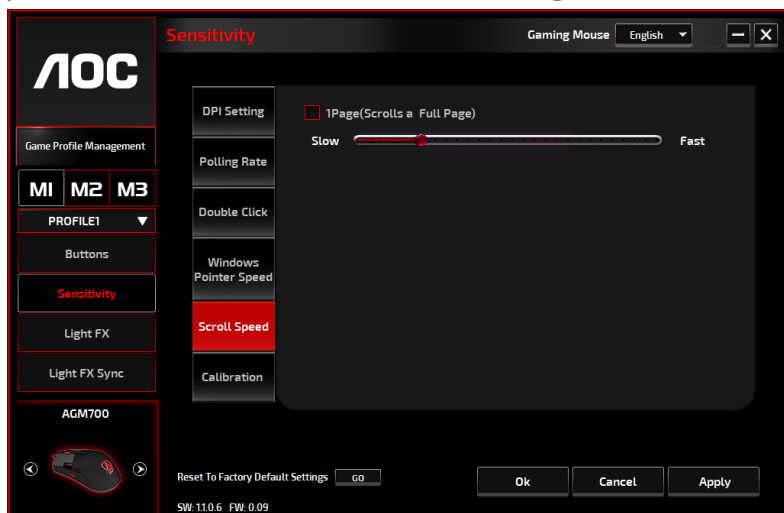 Sensitivity
Gaming Mouse English
AOC
Game Profile Management
M1 M2 M3
PROFILE1
Buttons
Sensitivity
Light FX
Light FX Sync
AGM700
DPI Setting
Polling Rate
Double Click
Windows
Pointer Speed
Scroll Speed
Calibration
1Page(Scrolls a Full Page)
Slow Fast
Reset To Factory Default Settings GO
SW: 1.1.0.6 FW: 0.09
Ok Cancel Apply